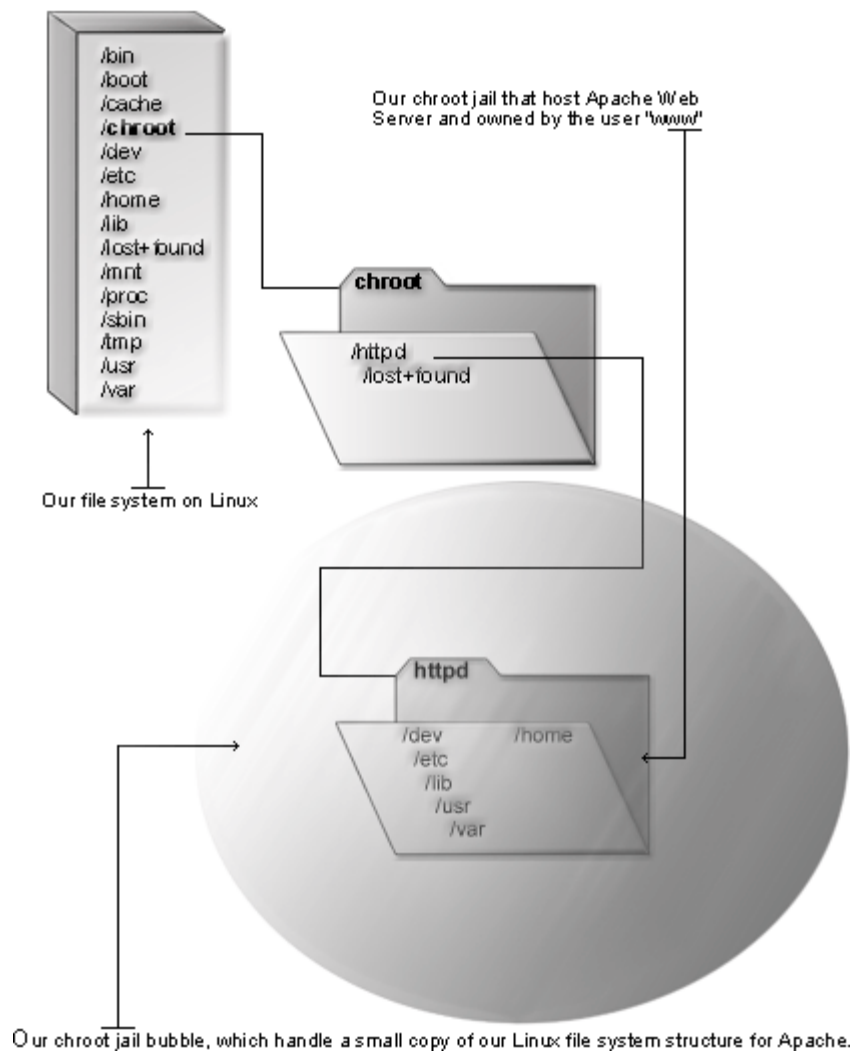 /bin
/boot
/cache
/chroot
/dev
/etc
/home
/lib
/lost+found
/mnt
/proc
/sbin
/tmp
/usr
/var
Our file system on Linux
Our chroot jail that host Apache Web
Server and owned by the user "www"
chroot
/httpd
/lost+found
httpd
/dev /home
/etc
/lib
/usr
/var
Our chroot jail bubble, which handle a small copy of our Linux file system structure for Apache.